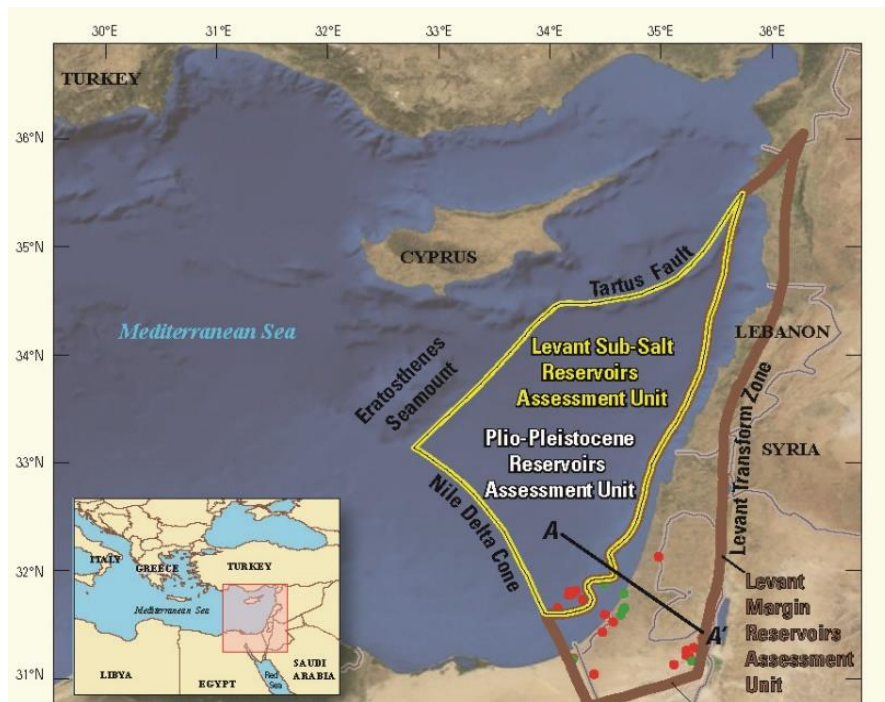 30°E 31°E 32°E 33°E 34°E 35°E 36°E
TURKEY
36°N
35°N
CYPRUS
Tartus Fault
Mediterranean Sea
LEBANON
34°N
Levant Sub-Salt
Reservoirs
Assessment Unit
Eratosthenes
Seamount
Levant Transform Zone
Plio-Pleistocene
Reservoirs
Assessment Unit
SYRIA
33°N
Nile Delta Cone
A
32°N
Levant
Margin
Reservoirs
Assessment
Unit
A'
31°N
ITALY
GREECE
TURKEY
Mediterranean Sea
LIBYA
EGYPT
Red
Sea
SAUDI
ARABIA